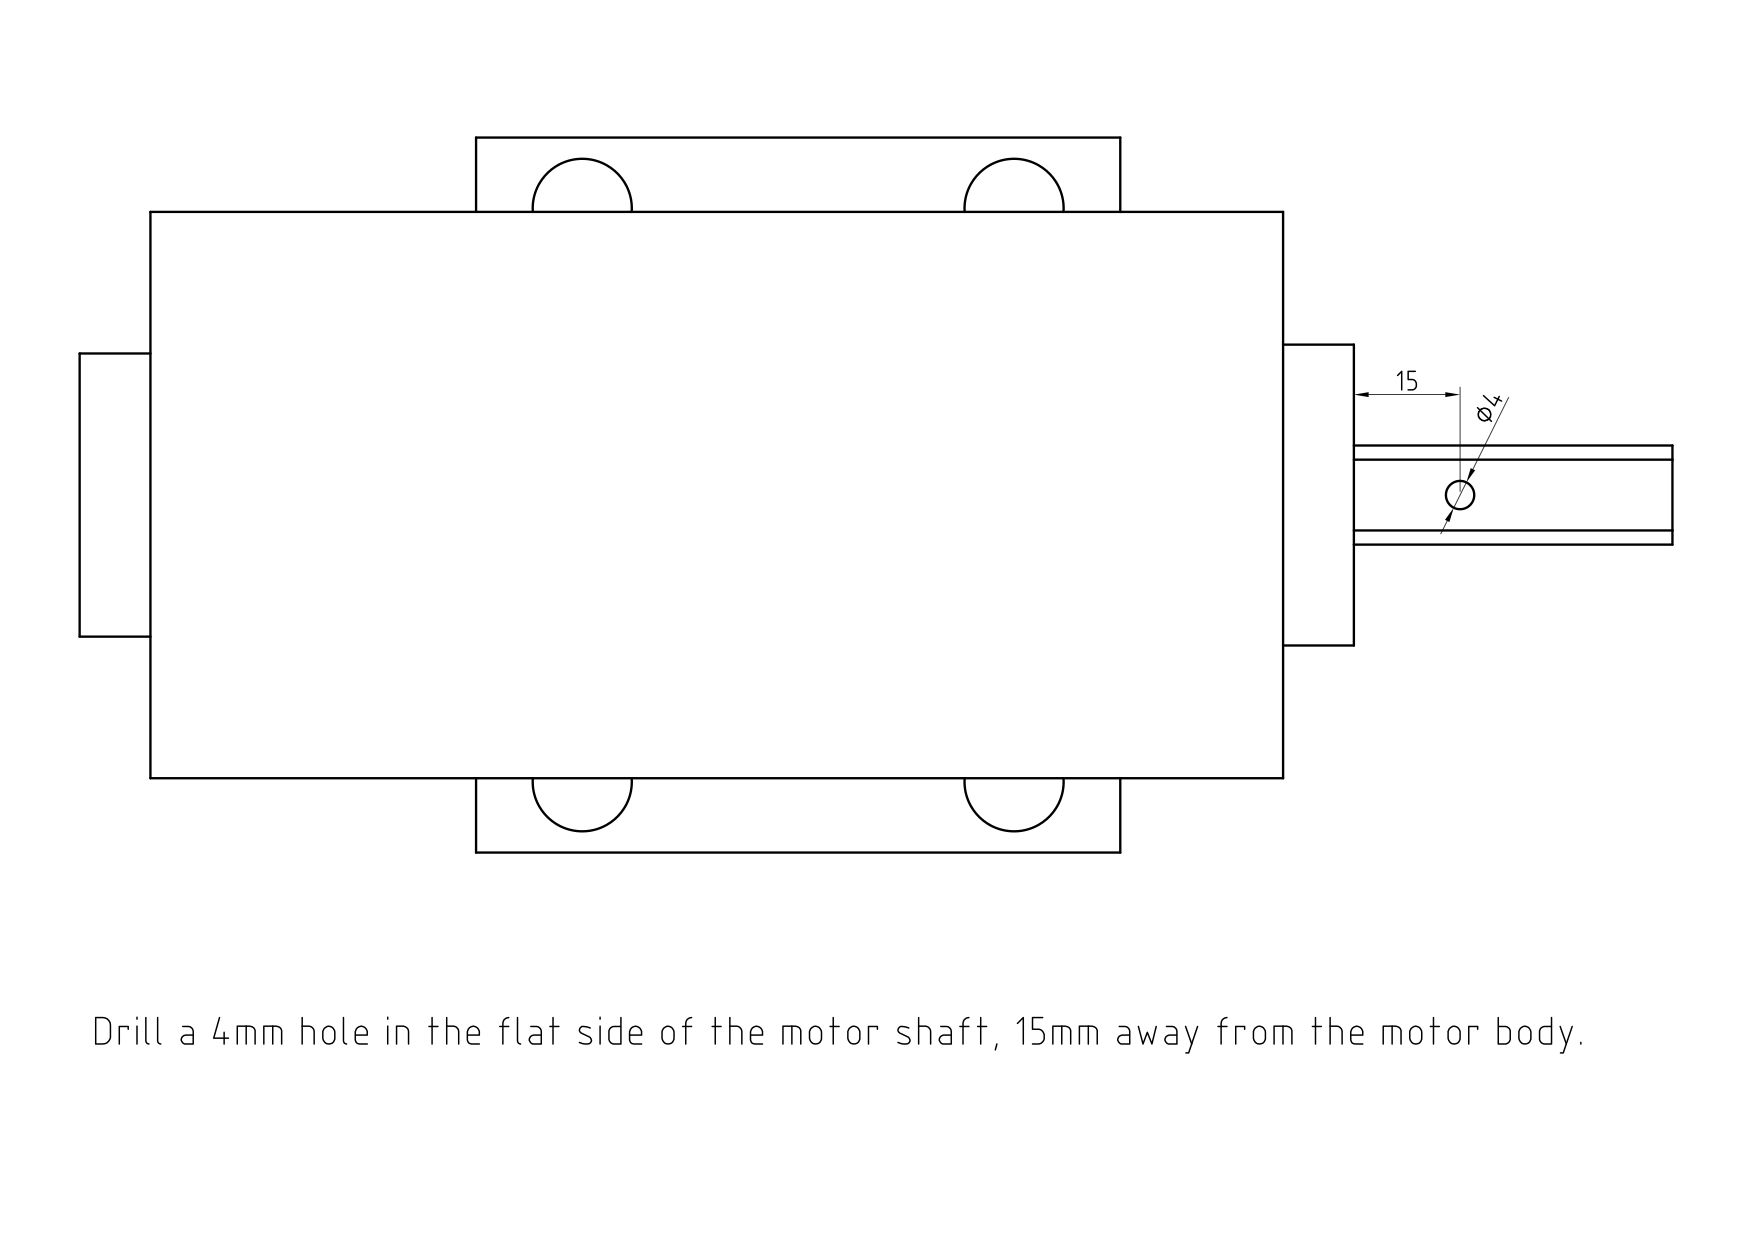 15
⌀4
Drill a 4mm hole in the flat side of the motor shaft, 15mm away from the motor body.